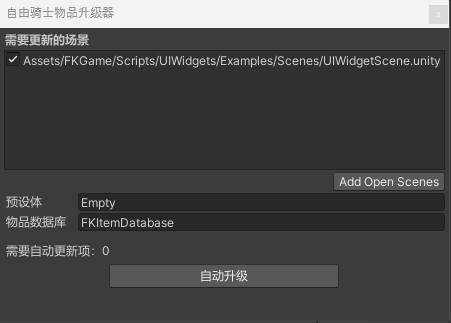 自由骑士物品升级器
x
需要更新的场景
Assets/FKGame/Scripts/UIWidgets/Examples/Scenes/UIWidgetScene.unity
Add Open Scenes
预设体 Empty
物品数据库 FKItemDatabase
需要自动更新项：0
自动升级